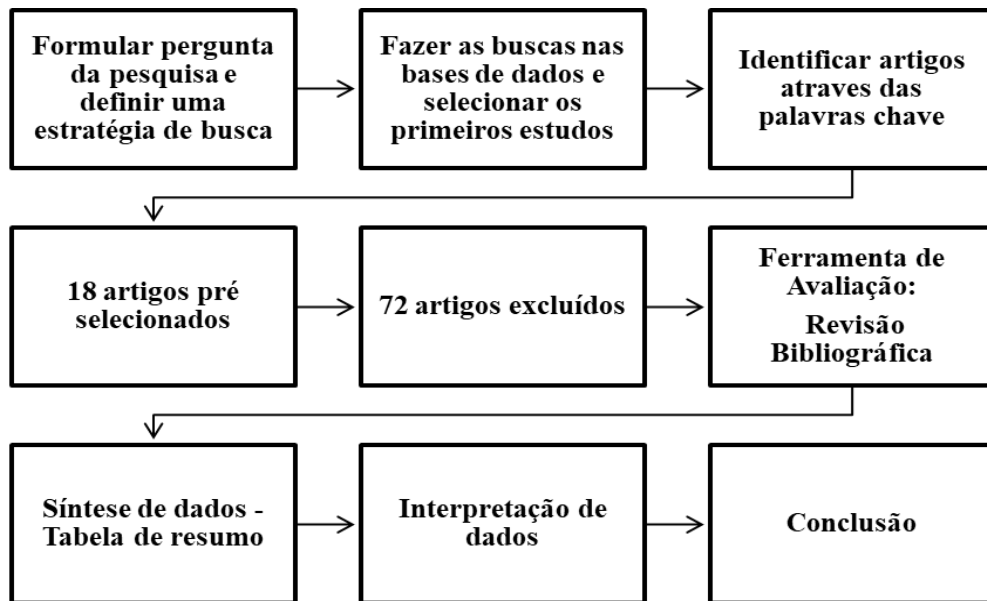 Formular pergunta
da pesquisa e
definir uma
estratégia de busca
Fazer as buscas nas
bases de dados e
selecionar os
primeiros estudos
Identificar artigos
atraves das
palavras chave
18 artigos pré
selecionados
72 artigos excluídos
Ferramenta de
Avaliação:
Revisão
Bibliográfica
Síntese de dados -
Tabela de resumo
Interpretação de
dados
Conclusão